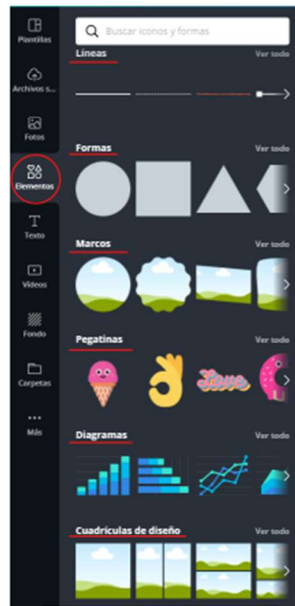 Plantillas
Archivos s...
Fotos
Elementos
Texto
Vídeos
Fondo
Carpetas
Más
Buscar iconos y formas
Líneas Ver todo
Formas Ver todo
Marcos Ver todo
Pegatinas Ver todo
Love
Diagramas Ver todo
Cuadrículas de diseño Ver todo